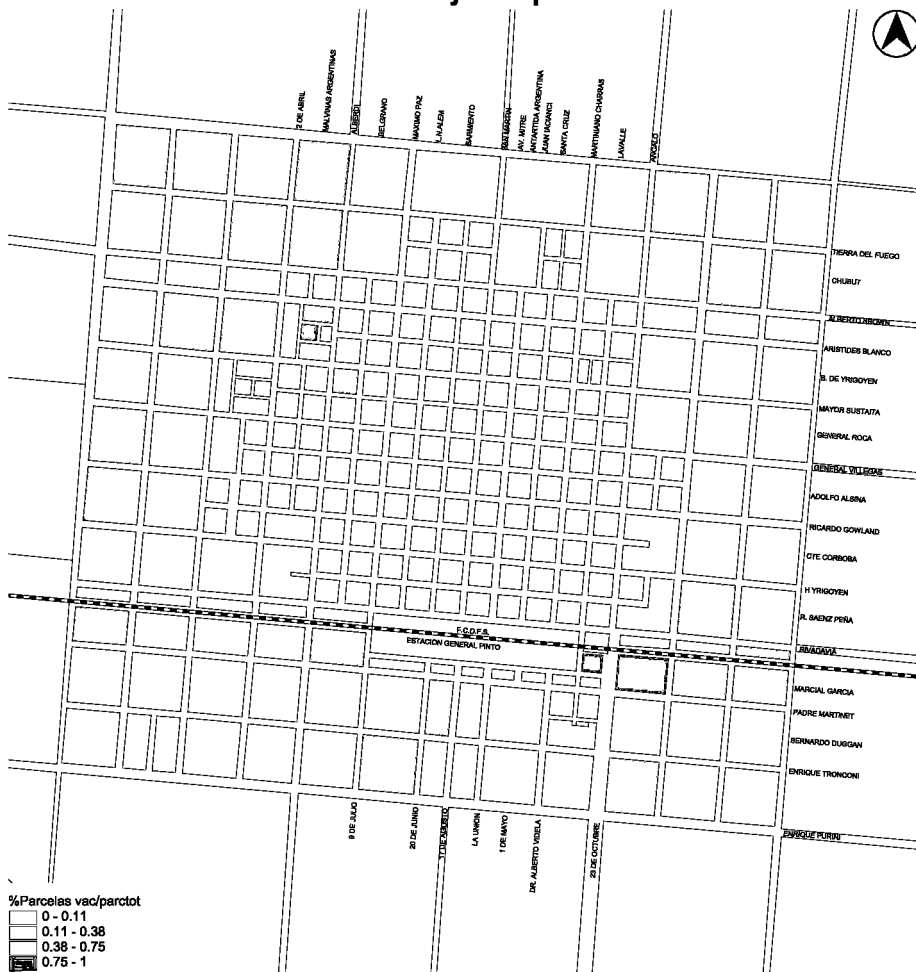 2 DE ABRIL
MALVINAS ARGENTINAS
ALBERDI
BELGRANO
MAXIMO PAZ
L.N.ALEM
SARMIENTO
SAN MARTIN
AV. MITRE
ANTARTIDA ARGENTINA
SANTA CRUZ
MARTINIANO CHARRAS
LAVALLE
TIERRA DEL FUEGO
CHUBUT
ALBERTO BROWN
ARISTIDES BLANCO
B. DE YRIGOYEN
MAYOR SUSTAITA
GENERAL ROCA
GENERAL VILLEGAS
ADOLFO ALSINA
RICARDO GOWLAND
CTE CORDOBA
H YRIGOYEN
R. SAENZ PEÑA
RIVADAVIA
F.C.D.F.S.
ESTACION GENERAL PINTO
MARCIAL GARCIA
PADRE MARTINET
BERNARDO DUGGAN
ENRIQUE TRONCONI
ENRIQUE PURINI
9 DE JULIO
20 DE JUNIO
17 DE AGOSTO
LA UNION
1 DE MAYO
DR. ALBERTO VIDELA
23 DE OCTUBRE
%Parcelas vac/parctot
0 - 0.11
0.11 - 0.38
0.38 - 0.75
0.75 - 1